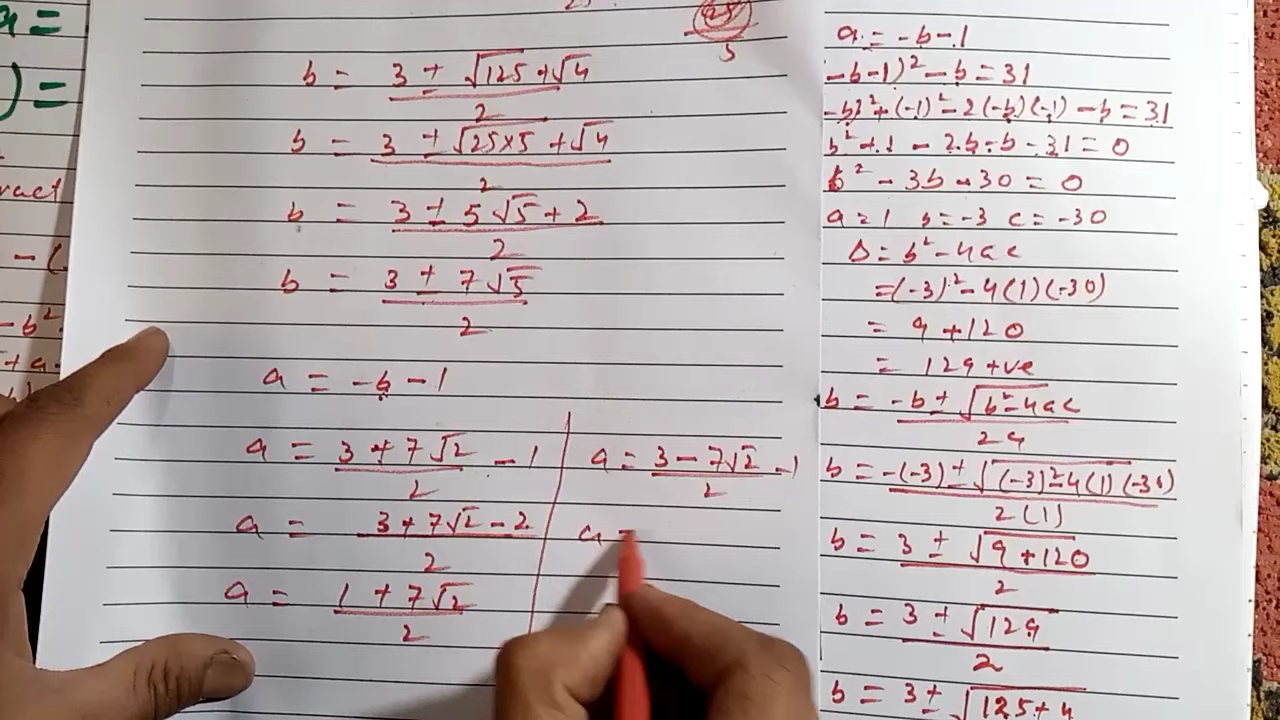 b = 3 ± √125 + √4 / 2
b = 3 ± √25×5 + √4 / 2
b = 3 ± 5√5 + 2 / 2
b = 3 ± 7√5 / 2
a = -b - 1
a = 3 + 7√2 / 2 - 1
a = 3 + 7√2 - 2 / 2
a = 1 + 7√2 / 2
a = 3 - 7√2 / 2 - 1
a =
a = -b - 1
-b-1)² - b = 31
-b)² + (-1)² - 2(-b)(-1) - b = 31
b² + 1 - 2b - b - 31 = 0
b² - 3b - 30 = 0
a = 1 b = -3 c = -30
Δ = b² - 4ac
= (-3)² - 4(1)(-30)
= 9 + 120
= 129 +ve
b = -b ± √b² - 4ac / 2a
b = -(-3) ± √(-3)² - 4(1)(-30) / 2(1)
b = 3 ± √9 + 120 / 2
b = 3 ± √129 / 2
b = 3 ± √125 + 4